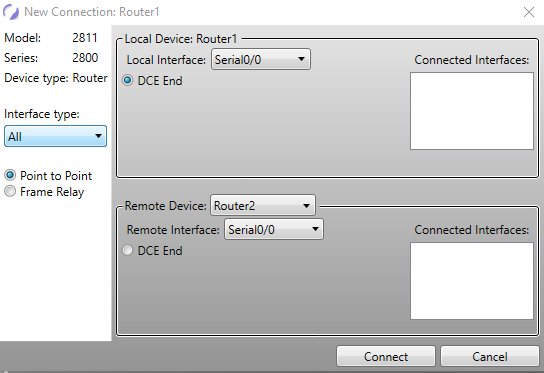 New Connection: Router1
Model: 2811
Series: 2800
Device type: Router
Interface type:
All
Point to Point
Frame Relay
Local Device: Router1
Local Interface: Serial0/0
Connected Interfaces:
DCE End
Remote Device: Router2
Remote Interface: Serial0/0
Connected Interfaces:
DCE End
Connect
Cancel